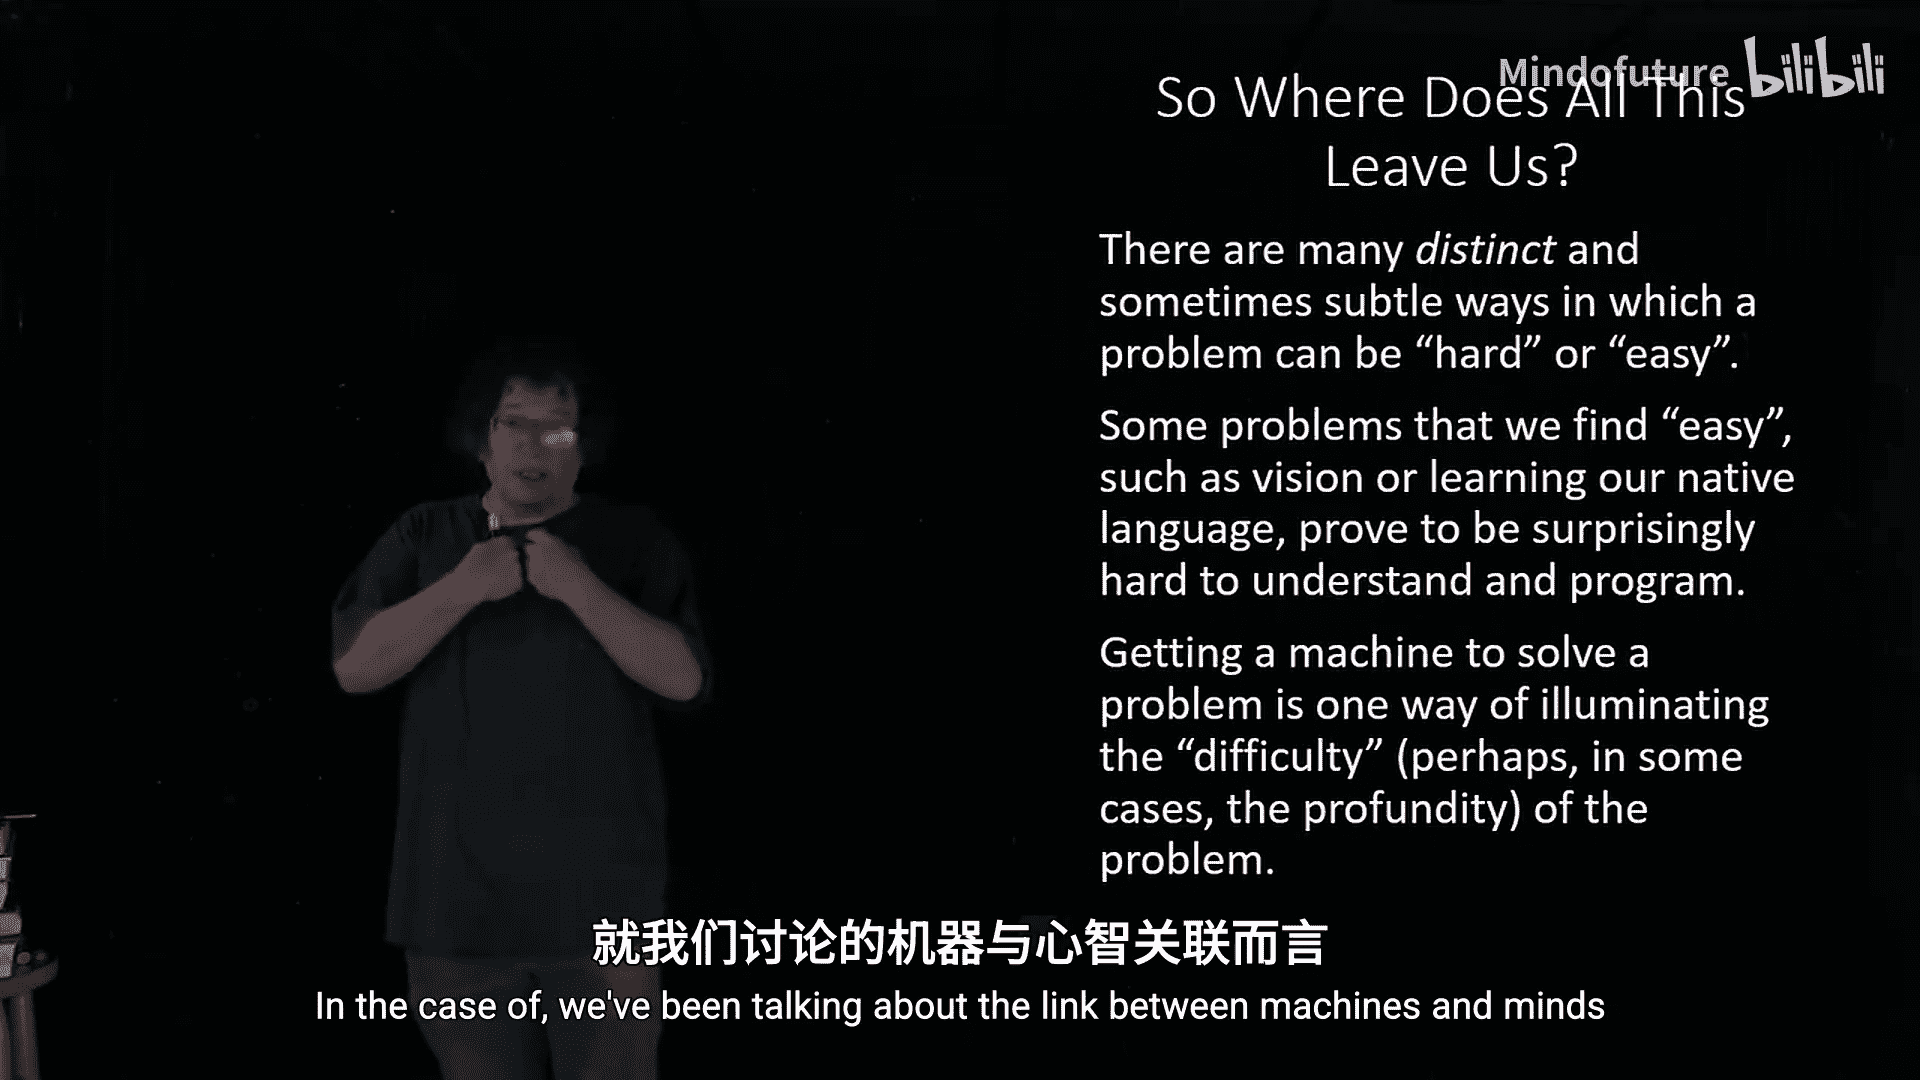 Mindofuture bilibili
So Where Does All This
Leave Us?
There are many distinct and
sometimes subtle ways in which a
problem can be “hard” or “easy”.
Some problems that we find “easy”,
such as vision or learning our native
language, prove to be surprisingly
hard to understand and program.
Getting a machine to solve a
problem is one way of illuminating
the “difficulty” (perhaps, in some
cases, the profundity) of the
problem.
就我们讨论的机器与心智关联而言
In the case of, we've been talking about the link between machines and minds